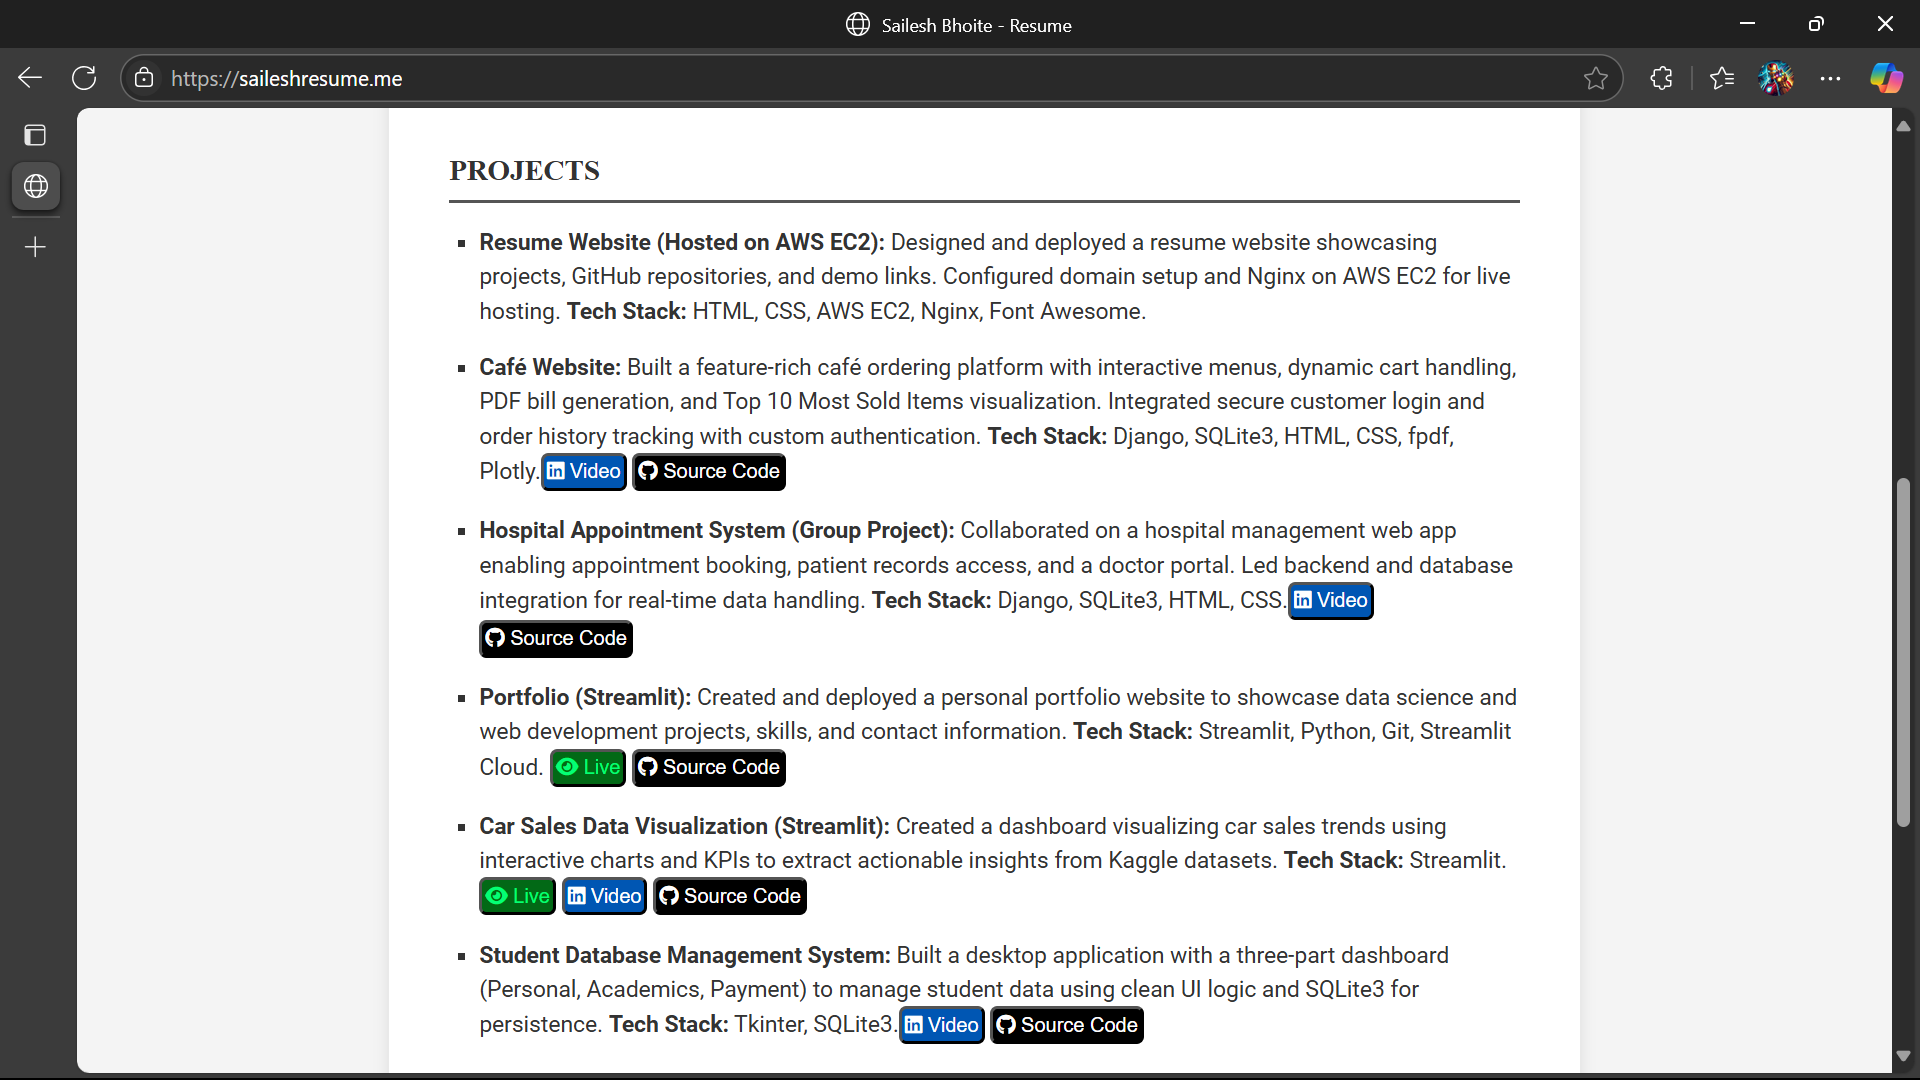 Sailesh Bhoite - Resume
https://saileshresume.me
PROJECTS
Resume Website (Hosted on AWS EC2): Designed and deployed a resume website showcasing
projects, GitHub repositories, and demo links. Configured domain setup and Nginx on AWS EC2 for live
hosting. Tech Stack: HTML, CSS, AWS EC2, Nginx, Font Awesome.
Café Website: Built a feature-rich café ordering platform with interactive menus, dynamic cart handling,
PDF bill generation, and Top 10 Most Sold Items visualization. Integrated secure customer login and
order history tracking with custom authentication. Tech Stack: Django, SQLite3, HTML, CSS, fpdf,
Plotly. in Video Source Code
Hospital Appointment System (Group Project): Collaborated on a hospital management web app
enabling appointment booking, patient records access, and a doctor portal. Led backend and database
integration for real-time data handling. Tech Stack: Django, SQLite3, HTML, CSS. in Video
Source Code
Portfolio (Streamlit): Created and deployed a personal portfolio website to showcase data science and
web development projects, skills, and contact information. Tech Stack: Streamlit, Python, Git, Streamlit
Cloud. Live Source Code
Car Sales Data Visualization (Streamlit): Created a dashboard visualizing car sales trends using
interactive charts and KPIs to extract actionable insights from Kaggle datasets. Tech Stack: Streamlit.
Live in Video Source Code
Student Database Management System: Built a desktop application with a three-part dashboard
(Personal, Academics, Payment) to manage student data using clean UI logic and SQLite3 for
persistence. Tech Stack: Tkinter, SQLite3. in Video Source Code